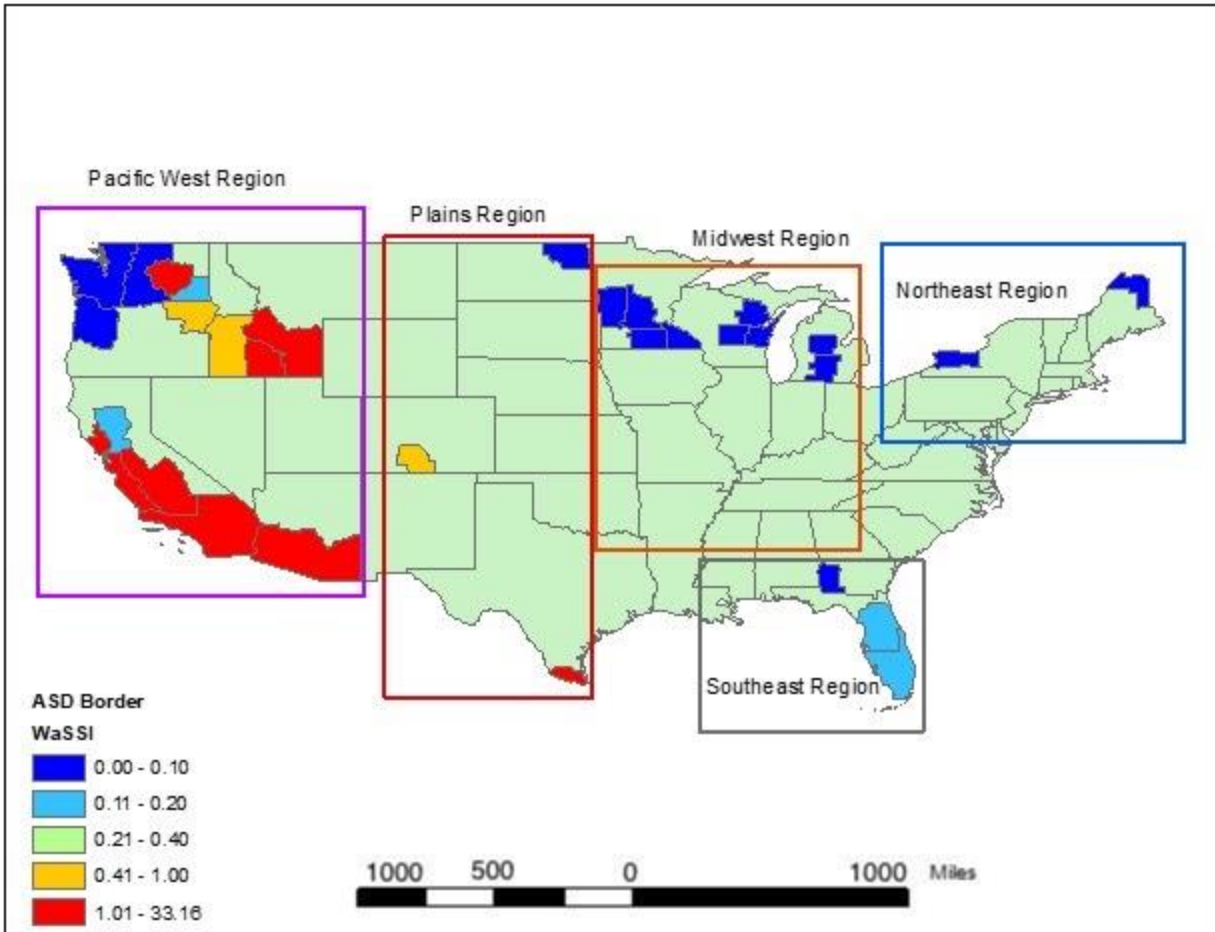 Pacific West Region
Plains Region
Midwest Region
Northeast Region
Southeast Region
ASD Border
WaSSI
0.00 - 0.10
0.11 - 0.20
0.21 - 0.40
0.41 - 1.00
1.01 - 33.16
1000 500 0 1000 Miles